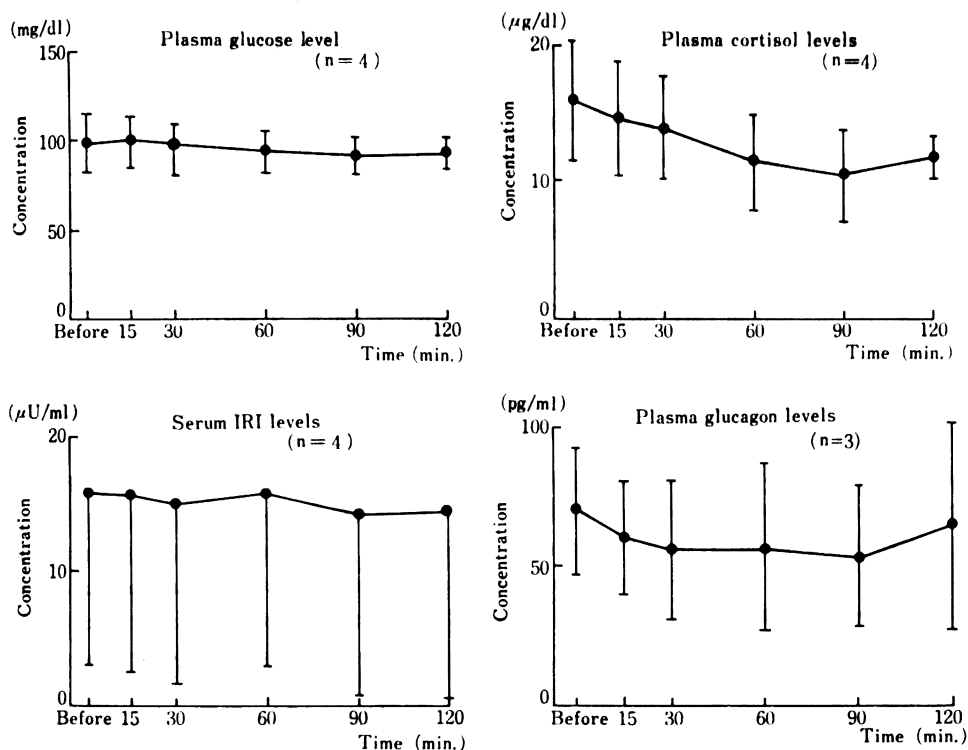 (mg/dl)
Plasma glucose level
(n= 4)
150
100
50
0
Concentration
Before 15 30 60 90 120
Time (min.)
(μg/dl)
Plasma cortisol levels
(n=4)
20
10
0
Concentration
Before 15 30 60 90 120
Time (min.)
(μU/ml)
Serum IRI levels
(n= 4)
20
10
0
Concentration
Before 15 30 60 90 120
Time (min.)
(pg/ml)
Plasma glucagon levels
(n=3)
100
50
0
Concentration
Before 15 30 60 90 120
Time (min.)